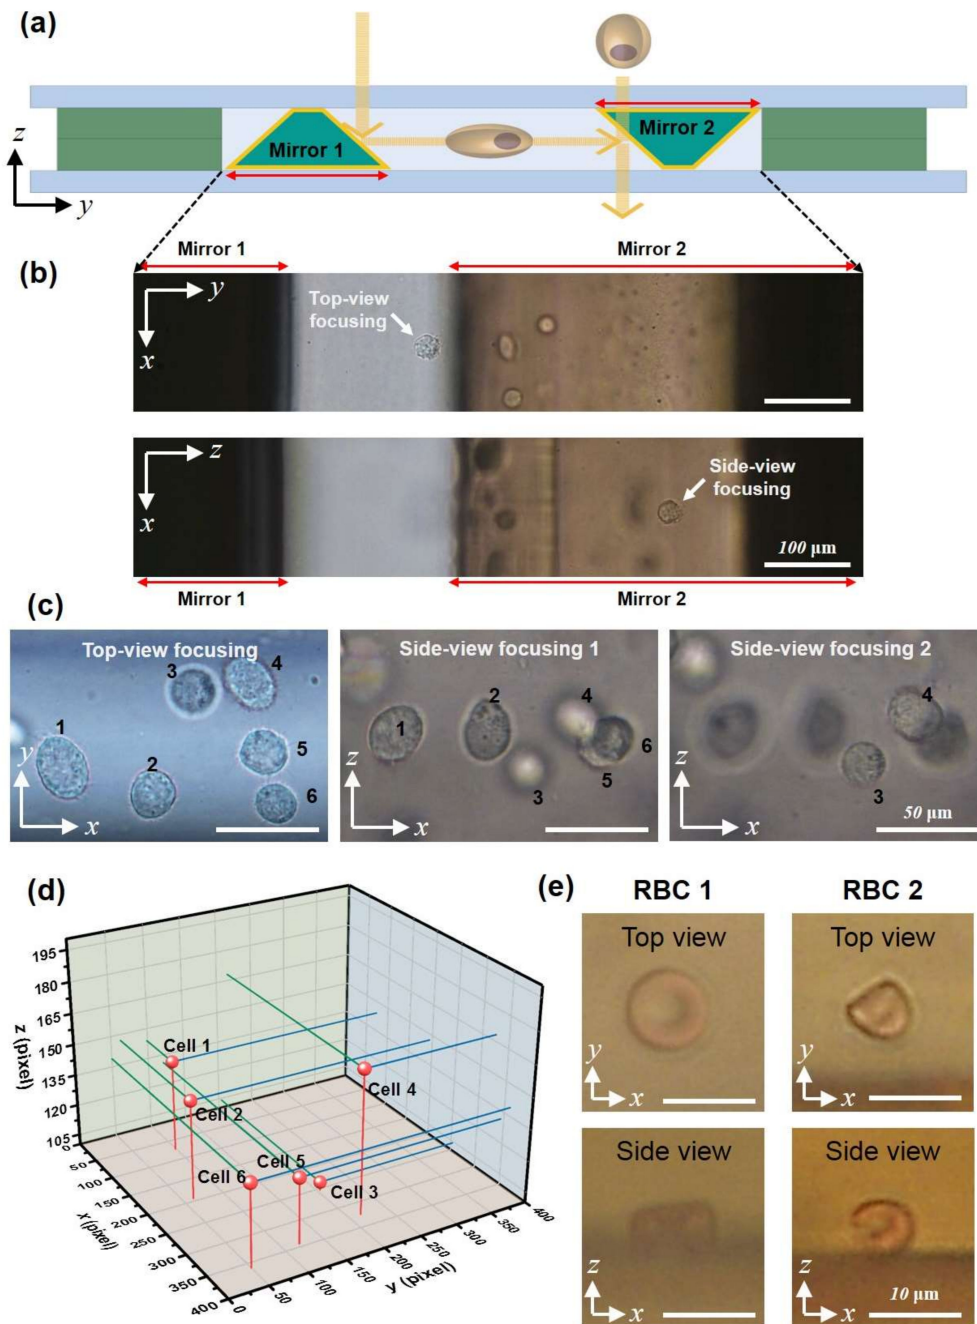 (a)
Mirror 1
Mirror 2
z
y
Mirror 1
Mirror 2
(b)
y
x
Top-view
focusing
z
x
Side-view
focusing
100 µm
Mirror 1
Mirror 2
(c)
Top-view focusing
1
2
3
4
5
6
y
x
Side-view focusing 1
1
2
3
4
5
6
z
x
Side-view focusing 2
3
4
z
x
50 µm
(d)
195
180
165
150
135
120
105
z (pixel)
0
50
100
150
200
250
300
350
400
x (pixel)
0
50
100
150
200
250
300
350
400
y (pixel)
Cell 1
Cell 2
Cell 4
Cell 5
Cell 6
Cell 3
(e)
RBC 1
RBC 2
Top view
y
x
Top view
y
x
Side view
z
x
Side view
z
x
10 µm